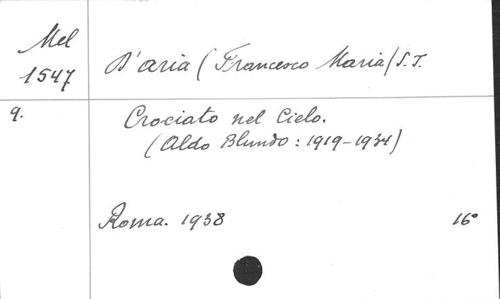 Mel
1547
D'aria (Francesco Maria) S.J.
9.
Crociato nel Cielo.
(Aldo Blundo: 1919-1934)
Roma. 1938
16°